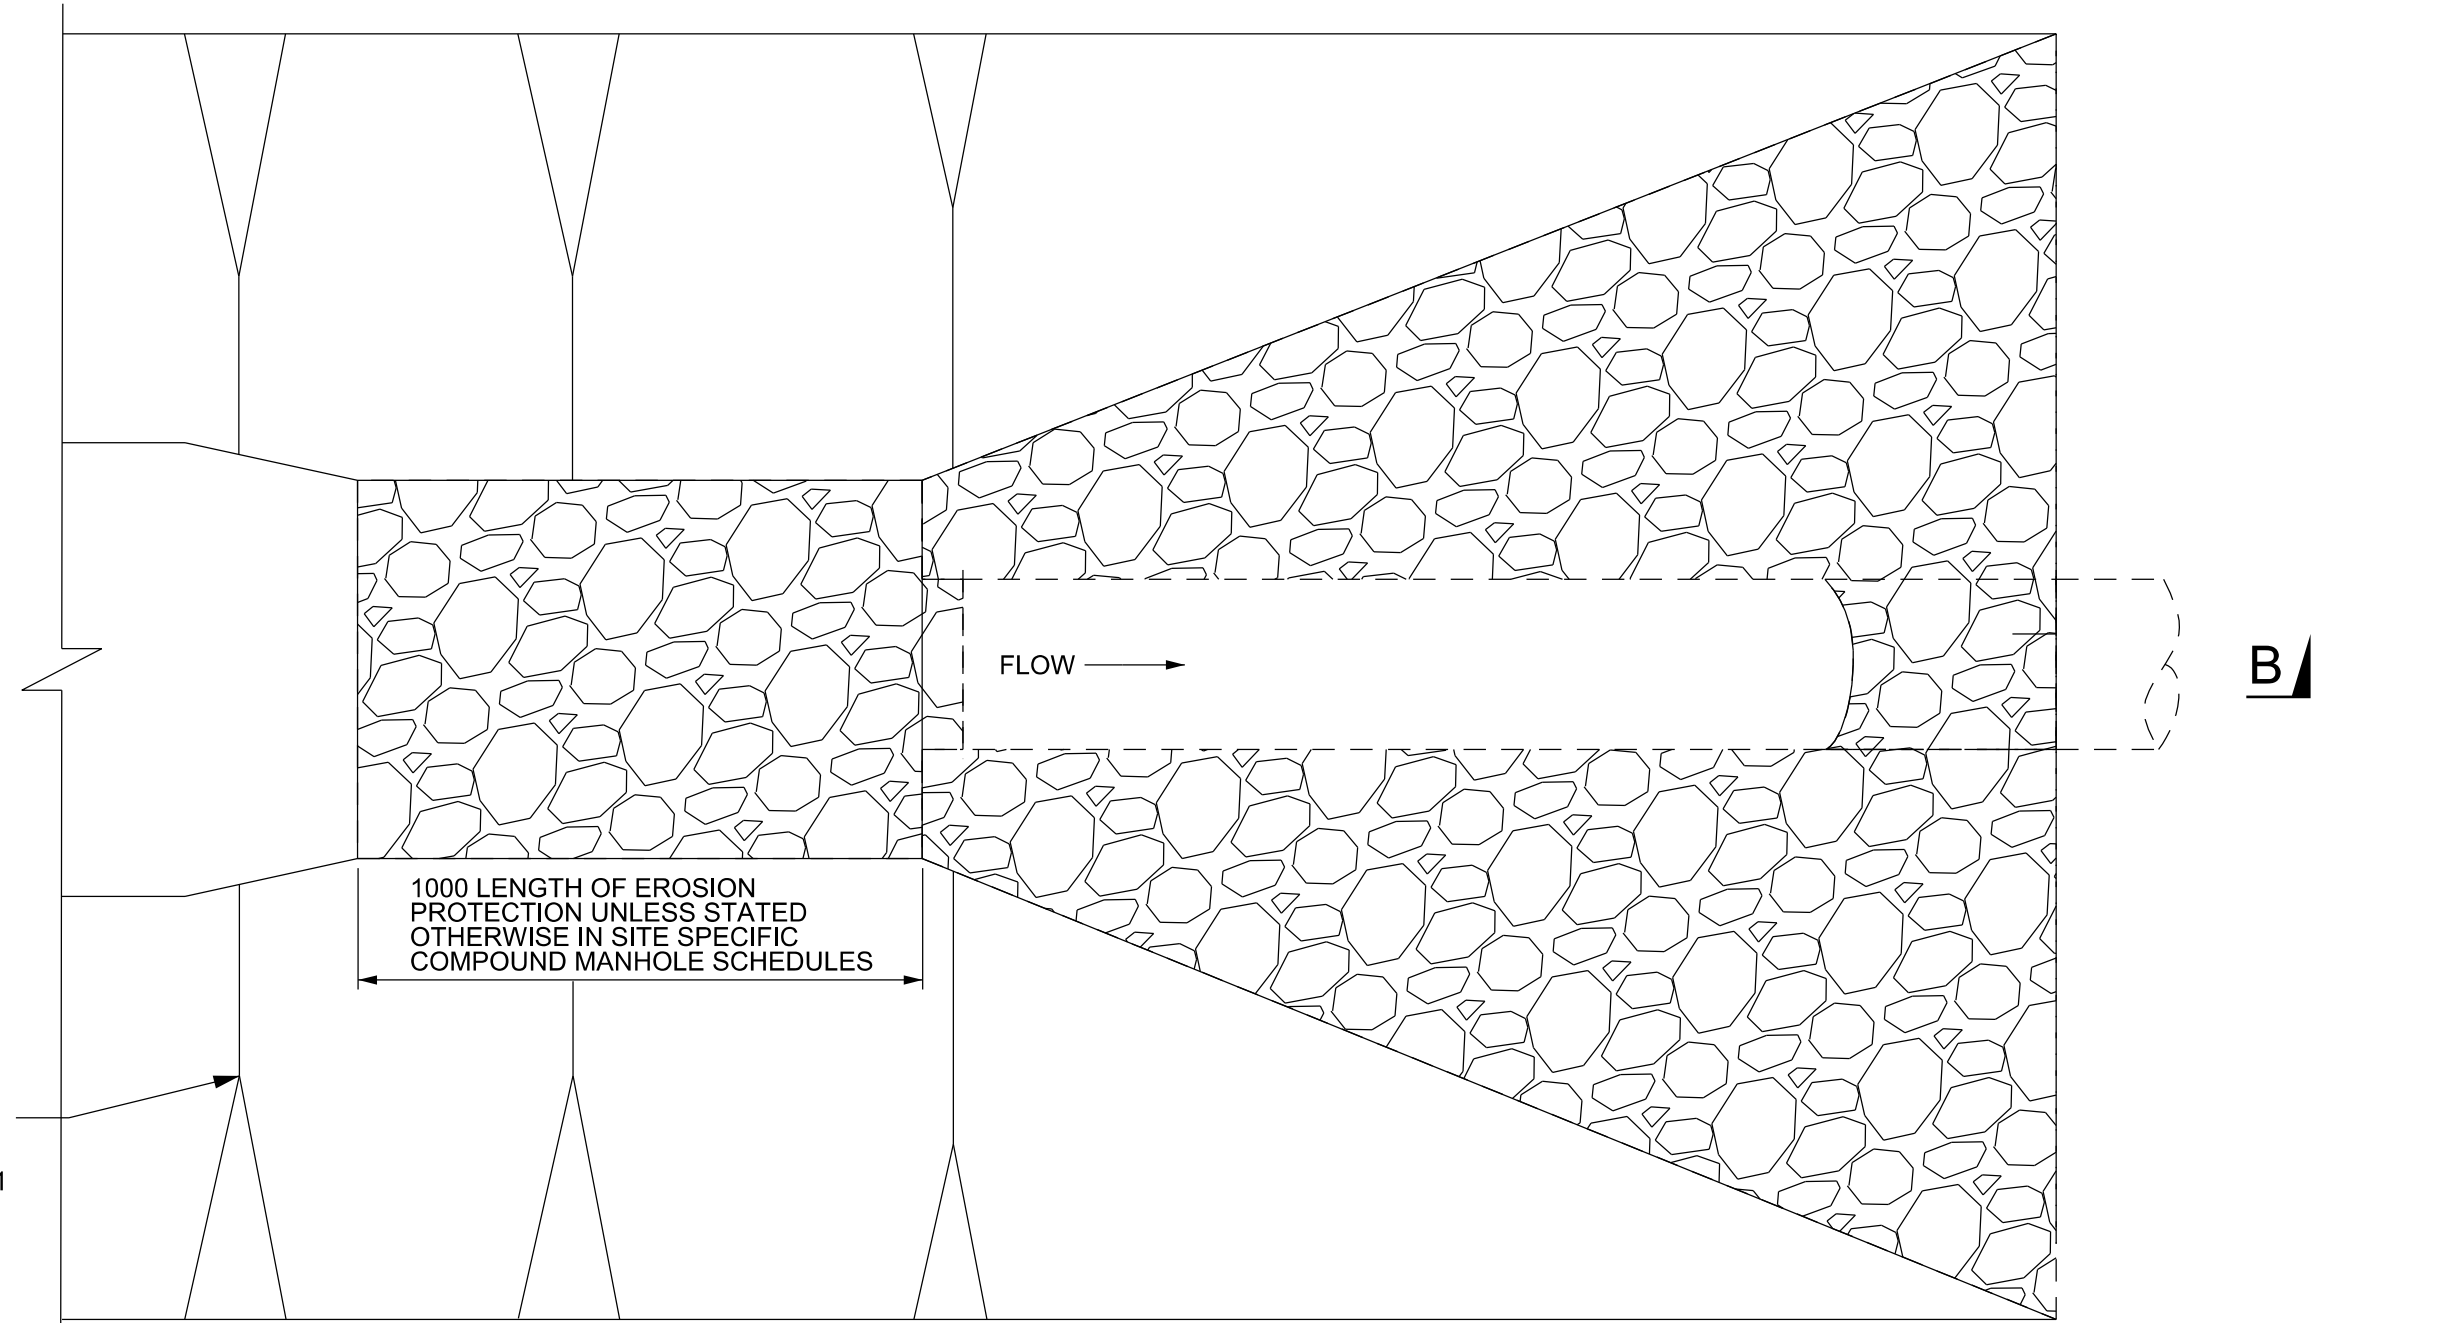 FLOW
B
1000 LENGTH OF EROSION
PROTECTION UNLESS STATED
OTHERWISE IN SITE SPECIFIC
COMPOUND MANHOLE SCHEDULES